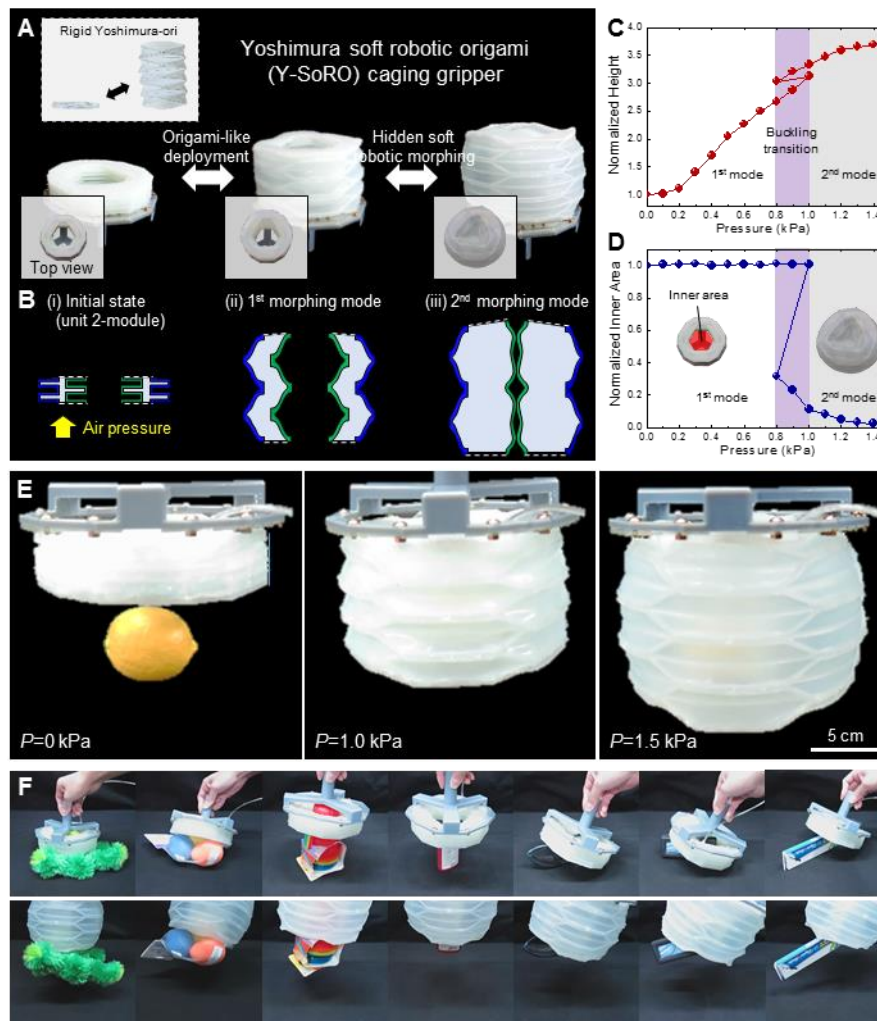 A
Rigid Yoshimura-ori
Yoshimura soft robotic origami
(Y-SoRO) caging gripper
Origami-like
deployment
Hidden soft
robotic morphing
Top view
B
(i) Initial state
(unit 2-module)
(ii) 1st morphing mode
(iii) 2nd morphing mode
Air pressure
C
Normalized Height
4.0
3.5
3.0
2.5
2.0
1.5
1.0
Buckling
transition
1st mode
2nd mode
0.0 0.2 0.4 0.6 0.8 1.0 1.2 1.4
Pressure (kPa)
D
Normalized Inner Area
1.0
0.8
0.6
0.4
0.2
0.0
Inner area
1st mode
2nd mode
0.0 0.2 0.4 0.6 0.8 1.0 1.2 1.4
Pressure (kPa)
E
P=0 kPa
P=1.0 kPa
P=1.5 kPa
5 cm
F